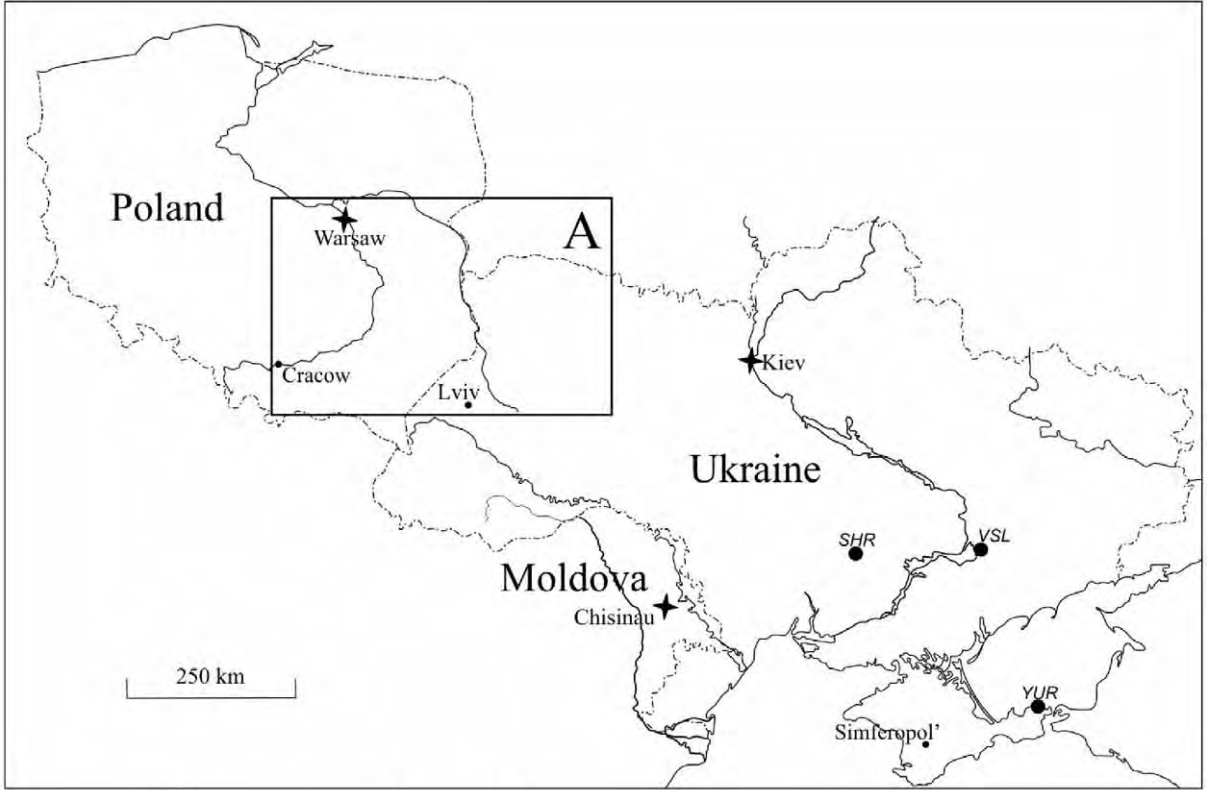 Poland
A
Warsaw
Kiev
Cracow
Lviv
Ukraine
SHR
VSL
Moldova
Chisinau
250 km
YUR
Simferopol’